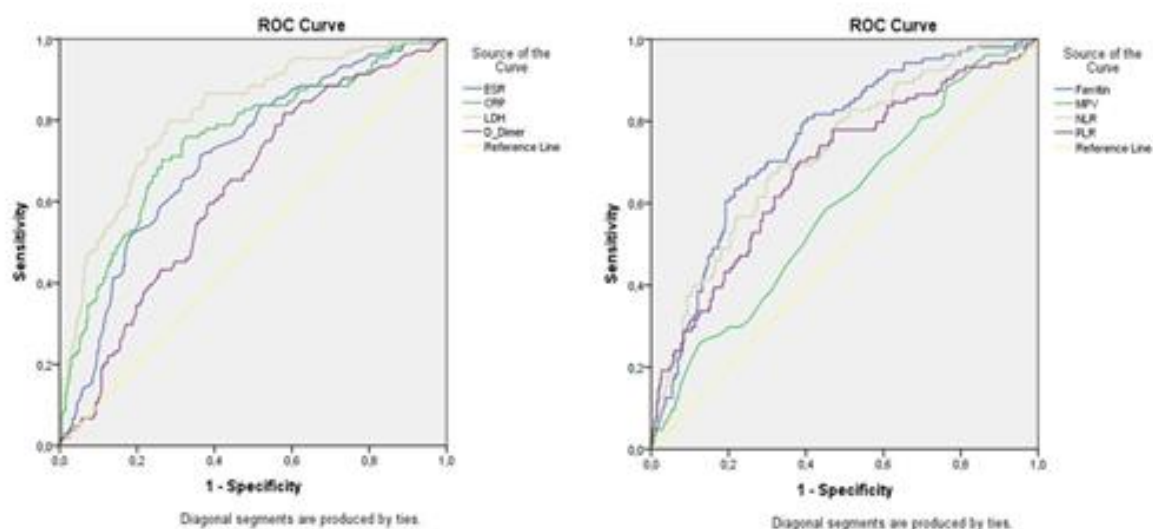 ROC Curve
Source of the
Curve
ESR
CRP
LDH
D_Dimer
Reference Line
1,0
0,8
0,6
0,4
0,2
0,0
Sensitivity
0,0 0,2 0,4 0,6 0,8 1,0
1 - Specificity
Diagonal segments are produced by ties.
ROC Curve
Source of the
Curve
Ferritin
MPV
NLR
PLR
Reference Line
1,0
0,8
0,6
0,4
0,2
0,0
Sensitivity
0,0 0,2 0,4 0,6 0,8 1,0
1 - Specificity
Diagonal segments are produced by ties.